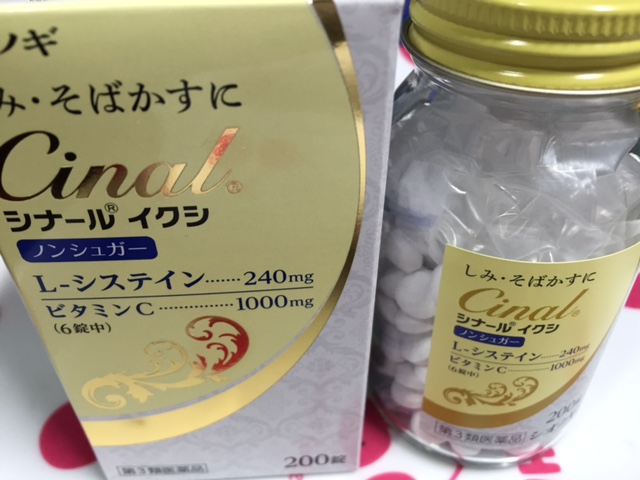 ノギ
み・そばかすに
Cinal®
シナール®イクシ
ノンシュガー
L-システイン……240mg
ビタミンC……………1000mg
(6錠中)
第3類医薬品
200錠
しみ・そばかすに
Cinal®
シナール®イクシ
ノンシュガー
L-システイン……240mg
ビタミンC…………1000mg
(6錠中)
200
第3類医薬品
シオノ